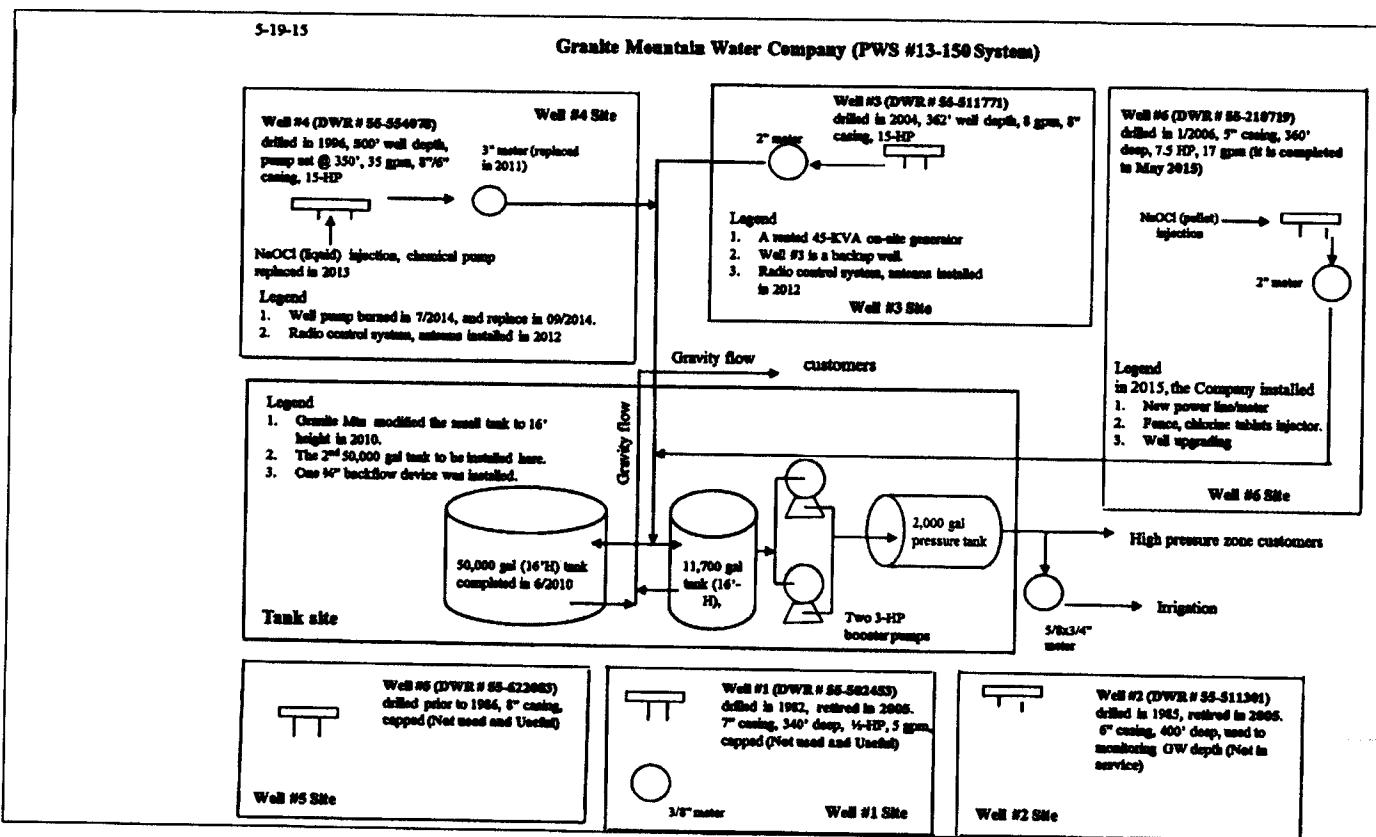 5-19-15
Granite Mountain Water Company (PWS #13-150 System)
Well #4 Site
Well #4 (DWR # 55-554078)
drilled in 1996, 500' well depth,
pump set @ 350', 35 gpm, 8"/6"
casing, 15-HP
3" meter (replaced
in 2011)
NaOCl (liquid) injection, chemical pump
replaced in 2013
Legend
1. Well pump burned in 7/2014, and replace in 09/2014.
2. Radio control system, antenna installed in 2012
Well #3 (DWR # 55-511771)
drilled in 2004, 362' well depth, 8 gpm, 8"
casing, 15-HP
2" meter
Legend
1. A rented 45-KVA on-site generator
2. Well #3 is a backup well.
3. Radio control system, antenna installed
in 2012
Well #3 Site
Well #6 (DWR # 55-210719)
drilled in 1/2006, 5" casing, 360'
deep, 7.5 HP, 17 gpm (it is completed
in May 2015)
NaOCl (pellet)
injection
2" meter
Legend
in 2015, the Company installed
1. New power line/meter
2. Fence, chlorine tablets injector.
3. Well upgrading
Well #6 Site
Gravity flow
customers
Gravity flow
Legend
1. Granite Mtn modified the small tank to 16'
height in 2010.
2. The 2nd 50,000 gal tank to be installed here.
3. One ¾" backflow device was installed.
50,000 gal (16'H) tank
completed in 6/2010
11,700 gal
tank (16'-
H),
2,000 gal
pressure tank
Two 3-HP
booster pumps
Tank site
High pressure zone customers
Irrigation
5/8x3/4"
meter
Well #5 (DWR # 55-622083)
drilled prior to 1986, 8" casing,
capped (Not used and Useful)
Well #5 Site
Well #1 (DWR # 55-502453)
drilled in 1982, retired in 2005.
7" casing, 340' deep, ½-HP, 5 gpm,
capped (Not used and Useful)
3/8" meter
Well #1 Site
Well #2 (DWR # 55-511301)
drilled in 1985, retired in 2005.
6" casing, 400' deep, used to
monitoring GW depth (Not in
service)
Well #2 Site